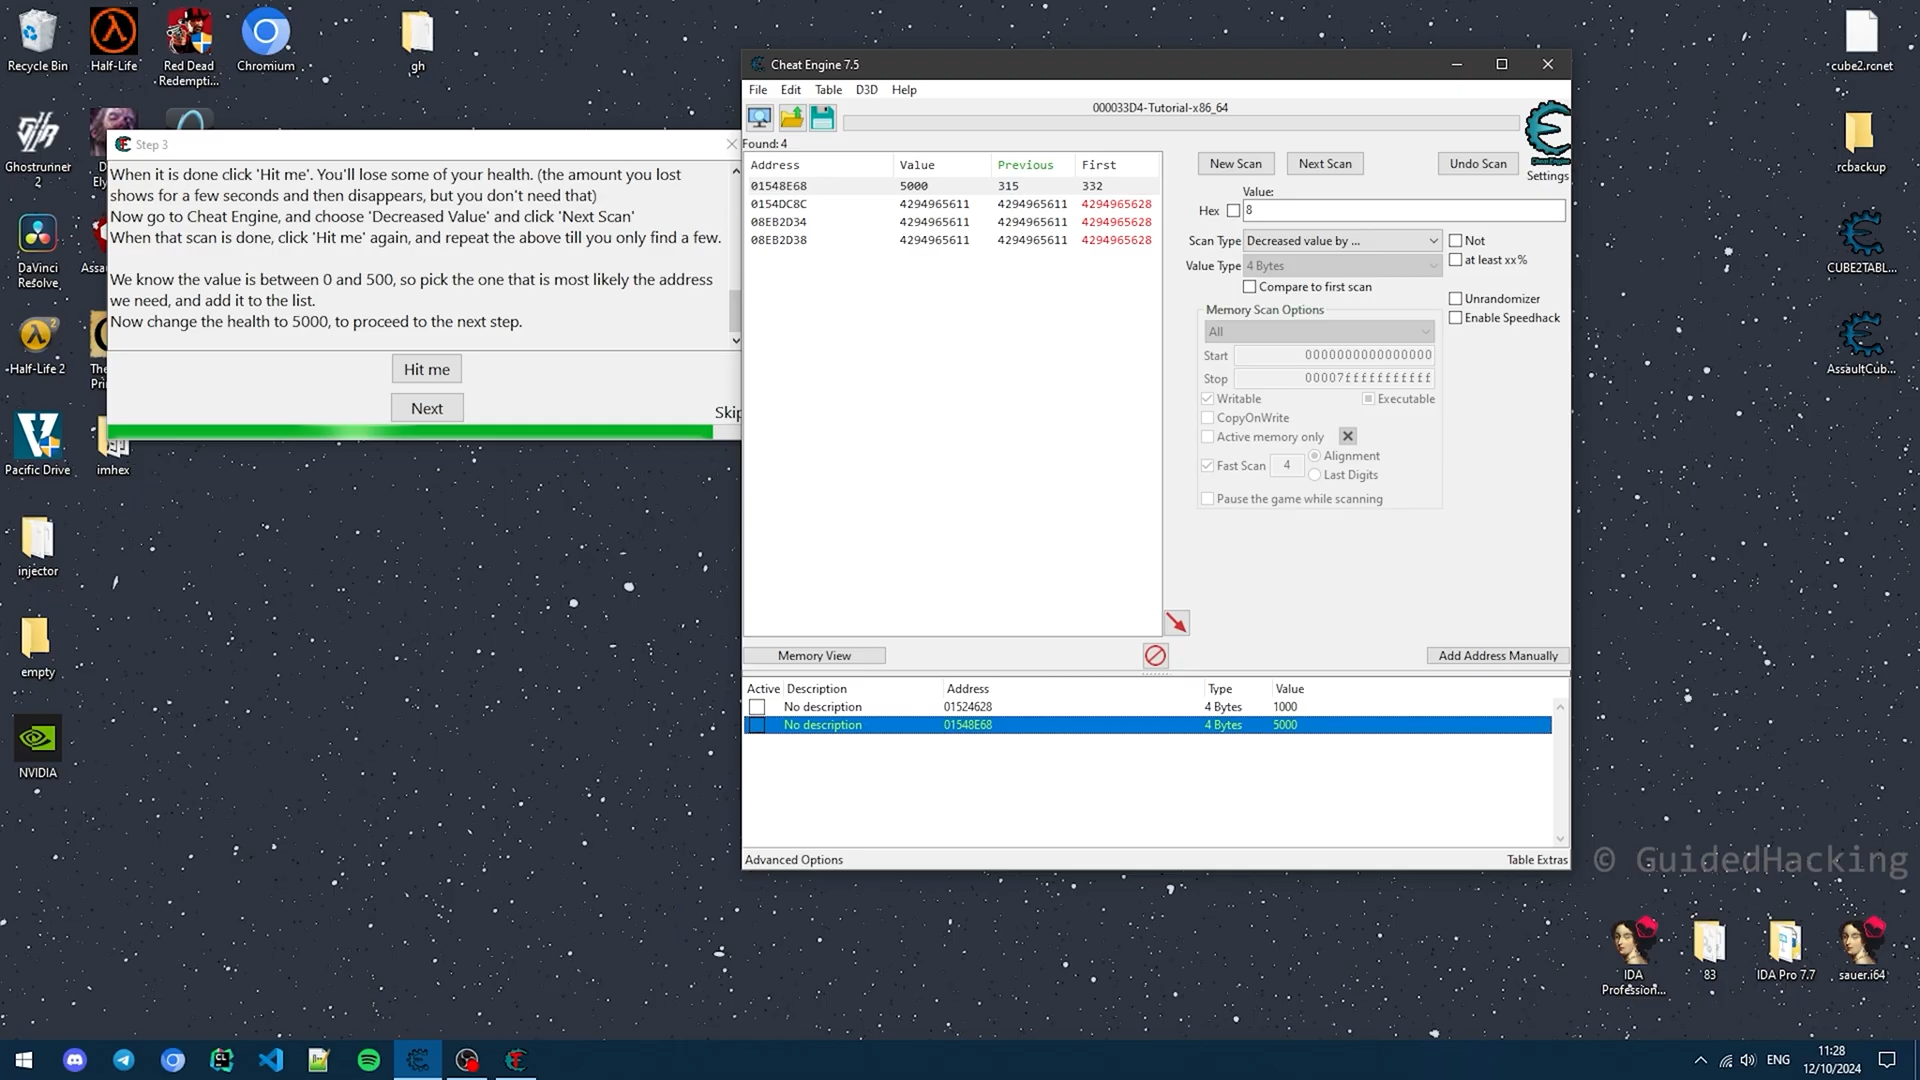 Recycle Bin
Half-Life
Red Dead
Redempti...
Chromium
gh
cube2.rcnet
Ghostrunner
2
rcbackup
DaVinci
Resolve
CUBE2TABL...
Half-Life 2
AssaultCub...
Pacific Drive
imhex
injector
empty
NVIDIA
Step 3
When it is done click 'Hit me'. You'll lose some of your health. (the amount you lost
shows for a few seconds and then disappears, but you don't need that)
Now go to Cheat Engine, and choose 'Decreased Value' and click 'Next Scan'
When that scan is done, click 'Hit me' again, and repeat the above till you only find a few.
We know the value is between 0 and 500, so pick the one that is most likely the address
we need, and add it to the list.
Now change the health to 5000, to proceed to the next step.
Hit me
Next
Skip
Cheat Engine 7.5
File Edit Table D3D Help
000033D4-Tutorial-x86_64
Found: 4
Address Value Previous First
01548E68 5000 315 332
0154DC8C 4294965611 4294965611 4294965628
08EB2D34 4294965611 4294965611 4294965628
08EB2D38 4294965611 4294965611 4294965628
New Scan Next Scan Undo Scan
Cheat Engine
Settings
Value:
Hex 8
Scan Type Decreased value by ... Not
Value Type 4 Bytes at least xx%
Compare to first scan
Unrandomizer
Enable Speedhack
Memory Scan Options
All
Start 0000000000000000
Stop 00007fffffffffff
Writable Executable
CopyOnWrite
Active memory only
Fast Scan 4 Alignment
Last Digits
Pause the game while scanning
Memory View Add Address Manually
Active Description Address Type Value
No description 01524628 4 Bytes 1000
No description 01548E68 4 Bytes 5000
Advanced Options Table Extras
© GuidedHacking
IDA
Profession...
83
IDA Pro 7.7
sauer.i64
ENG
11:28
12/10/2024